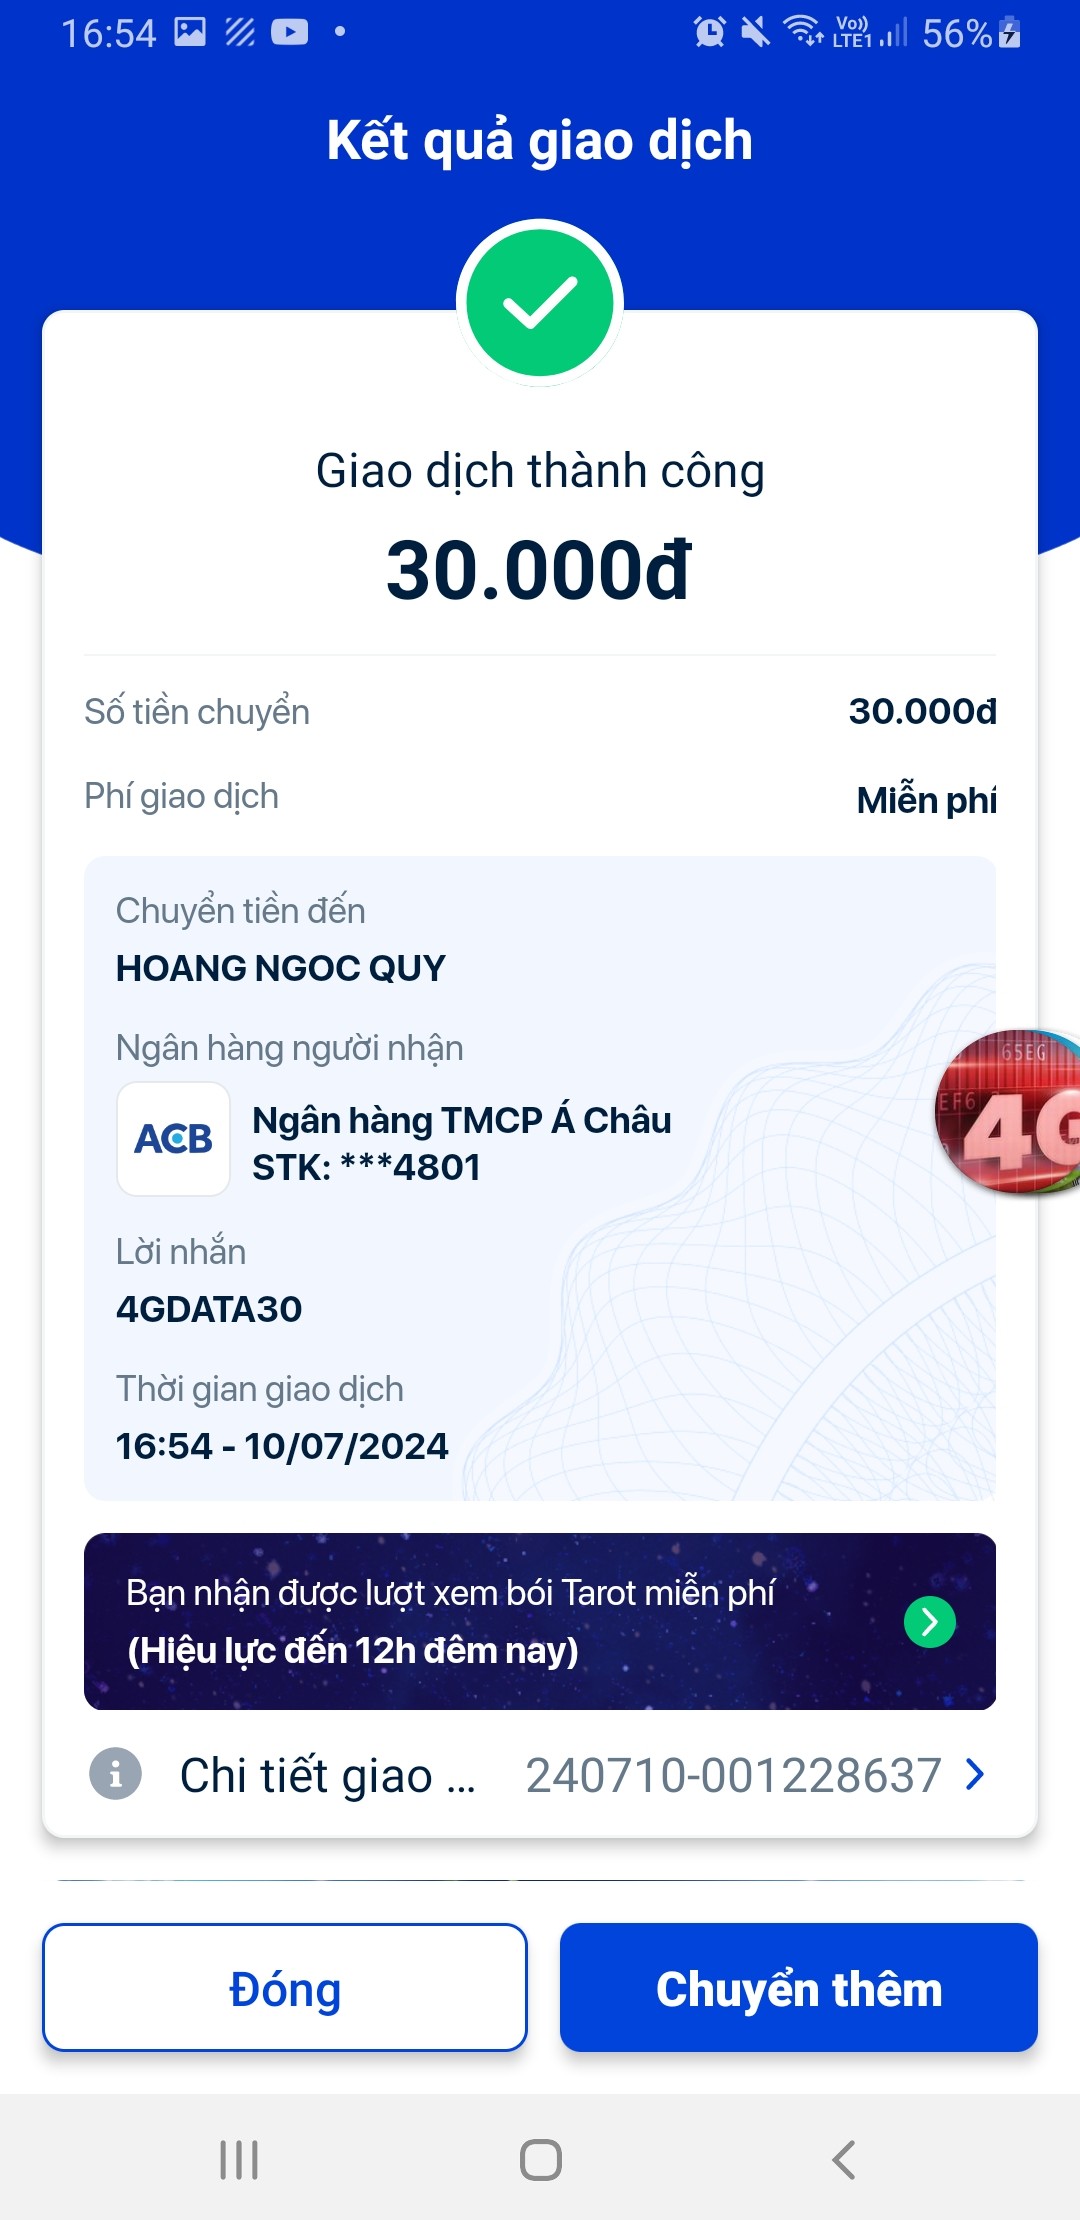 16:54
Vo))
LTE1
56%
Kết quả giao dịch
Giao dịch thành công
30.000đ
Số tiền chuyển
30.000đ
Phí giao dịch
Miễn phí
Chuyển tiền đến
HOANG NGOC QUY
Ngân hàng người nhận
ACB
Ngân hàng TMCP Á Châu
STK: ***4801
65EG
EF6
4G
Lời nhắn
4GDATA30
Thời gian giao dịch
16:54 - 10/07/2024
Bạn nhận được lượt xem bói Tarot miễn phí
(Hiệu lực đến 12h đêm nay)
Chi tiết giao ...
240710-001228637
Đóng
Chuyển thêm